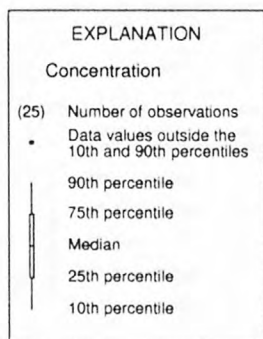 EXPLANATION
Concentration
(25) Number of observations
Data values outside the
10th and 90th percentiles
90th percentile
75th percentile
Median
25th percentile
10th percentile